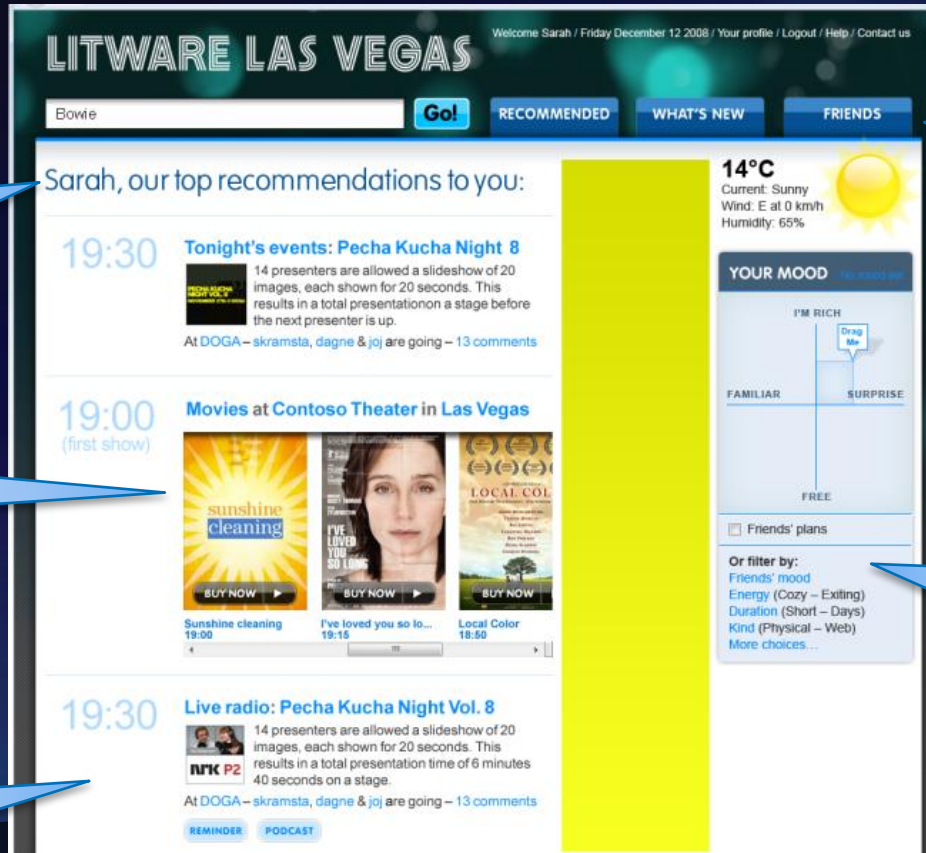 LITWARE LAS VEGAS
Welcome Sarah / Friday December 12 2008 / Your profile / Logout / Help / Contact us
Bowie
Go!
RECOMMENDED
WHAT'S NEW
FRIENDS
Sarah, our top recommendations to you:
19:30
Tonight's events: Pecha Kucha Night 8
14 presenters are allowed a slideshow of 20
images, each shown for 20 seconds. This
results in a total presentationon a stage before
the next presenter is up.
At DOGA – skramsta, dagne & joj are going – 13 comments
19:00
(first show)
Movies at Contoso Theater in Las Vegas
sunshine
cleaning
BUY NOW
Sunshine cleaning
19:00
I'VE
LOVED
YOU
SO LONG
BUY NOW
I've loved you so lo...
19:15
LOCAL COL
BUY NOW
Local Color
18:50
19:30
Live radio: Pecha Kucha Night Vol. 8
NrK P2
14 presenters are allowed a slideshow of 20
images, each shown for 20 seconds. This
results in a total presentation time of 6 minutes
40 seconds on a stage.
At DOGA – skramsta, dagne & joj are going – 13 comments
REMINDER
PODCAST
14°C
Current: Sunny
Wind: E at 0 km/h
Humidity: 65%
YOUR MOOD
I'M RICH
Drag
Me
FAMILIAR
SURPRISE
FREE
Friends' plans
Or filter by:
Friends' mood
Energy (Cozy – Exiting)
Duration (Short – Days)
Kind (Physical – Web)
More choices...